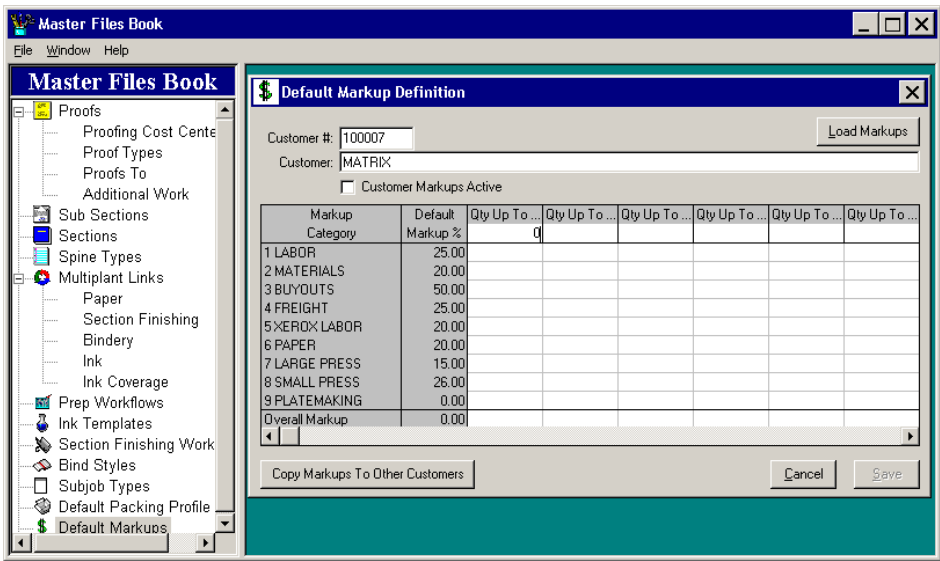 Master Files Book
File Window Help
Master Files Book
Proofs
Proofing Cost Cente
Proof Types
Proofs To
Additional Work
Sub Sections
Sections
Spine Types
Multiplant Links
Paper
Section Finishing
Bindery
Ink
Ink Coverage
Prep Workflows
Ink Templates
Section Finishing Work
Bind Styles
Subjob Types
Default Packing Profile
Default Markups
Default Markup Definition
Customer #: 100007
Load Markups
Customer: MATRIX
Customer Markups Active
Markup Default Qty Up To ... Qty Up To ... Qty Up To ... Qty Up To ... Qty Up To ... Qty Up To ...
Category Markup % 0
1 LABOR 25.00
2 MATERIALS 20.00
3 BUYOUTS 50.00
4 FREIGHT 25.00
5 XEROX LABOR 20.00
6 PAPER 20.00
7 LARGE PRESS 15.00
8 SMALL PRESS 26.00
9 PLATEMAKING 0.00
Overall Markup 0.00
Copy Markups To Other Customers Cancel Save